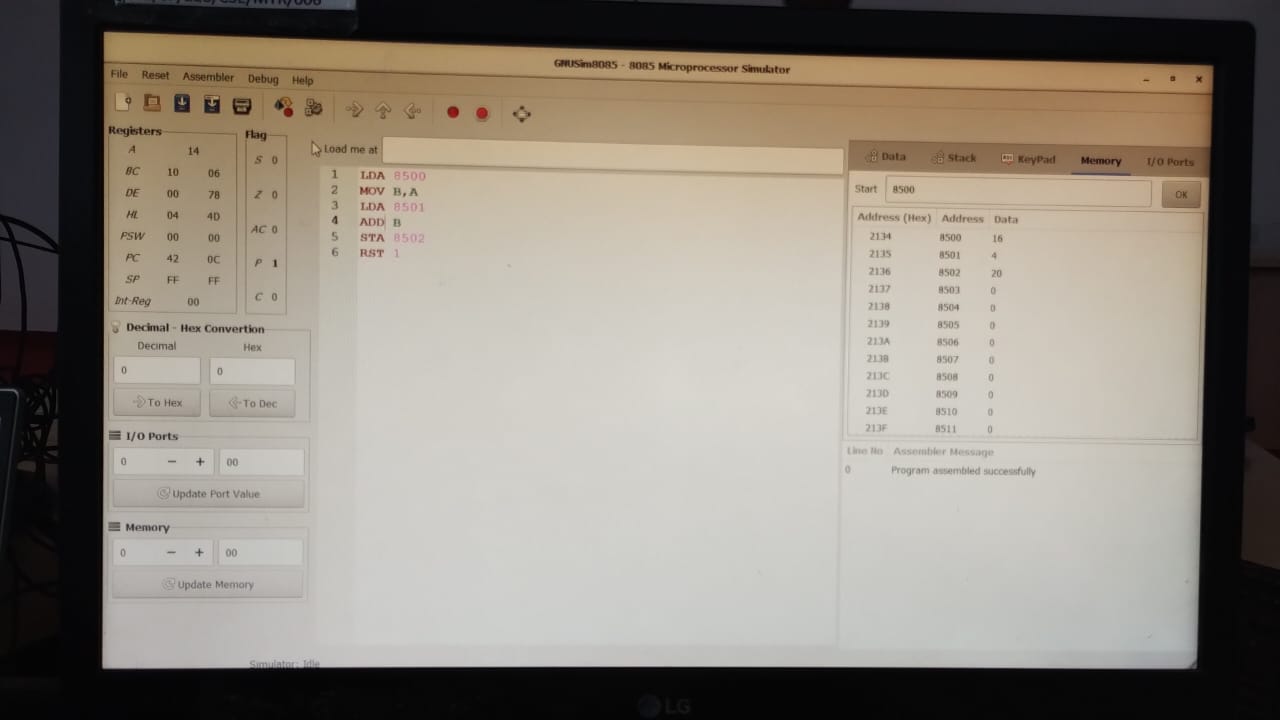 GNUSim8085 - 8085 Microprocessor Simulator
File Reset Assembler Debug Help
Registers
A 14
BC 10 06
DE 00 78
HL 04 4D
PSW 00 00
PC 42 0C
SP FF FF
Int-Reg 00
Flag
S 0
Z 0
AC 0
P 1
C 0
Decimal - Hex Convertion
Decimal Hex
0 0
To Hex To Dec
I/O Ports
0 − + 00
Update Port Value
Memory
0 − + 00
Update Memory
Load me at
1 LDA 8500
2 MOV B,A
3 LDA 8501
4 ADD B
5 STA 8502
6 RST 1
Data Stack KeyPad Memory I/O Ports
Start 8500 OK
Address (Hex) Address Data
2134 8500 16
2135 8501 4
2136 8502 20
2137 8503 0
2138 8504 0
2139 8505 0
213A 8506 0
213B 8507 0
213C 8508 0
213D 8509 0
213E 8510 0
213F 8511 0
Line No Assembler Message
0 Program assembled successfully
Simulator: Idle
LG